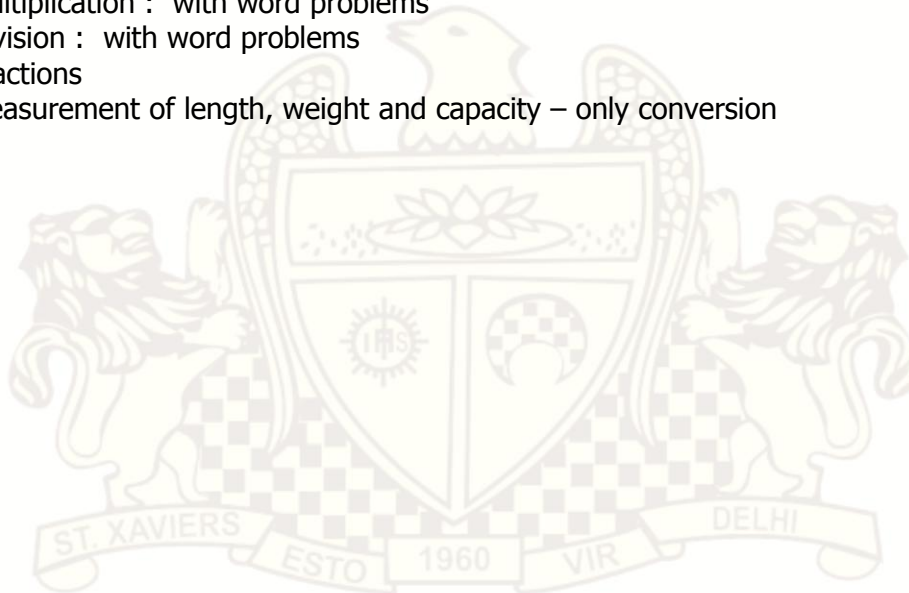 ultiplication : with word problems
vision : with word problems
actions
easurement of length, weight and capacity – only conversion
IHS
ST. XAVIERS
DELHI
ESTO
1960
VIR